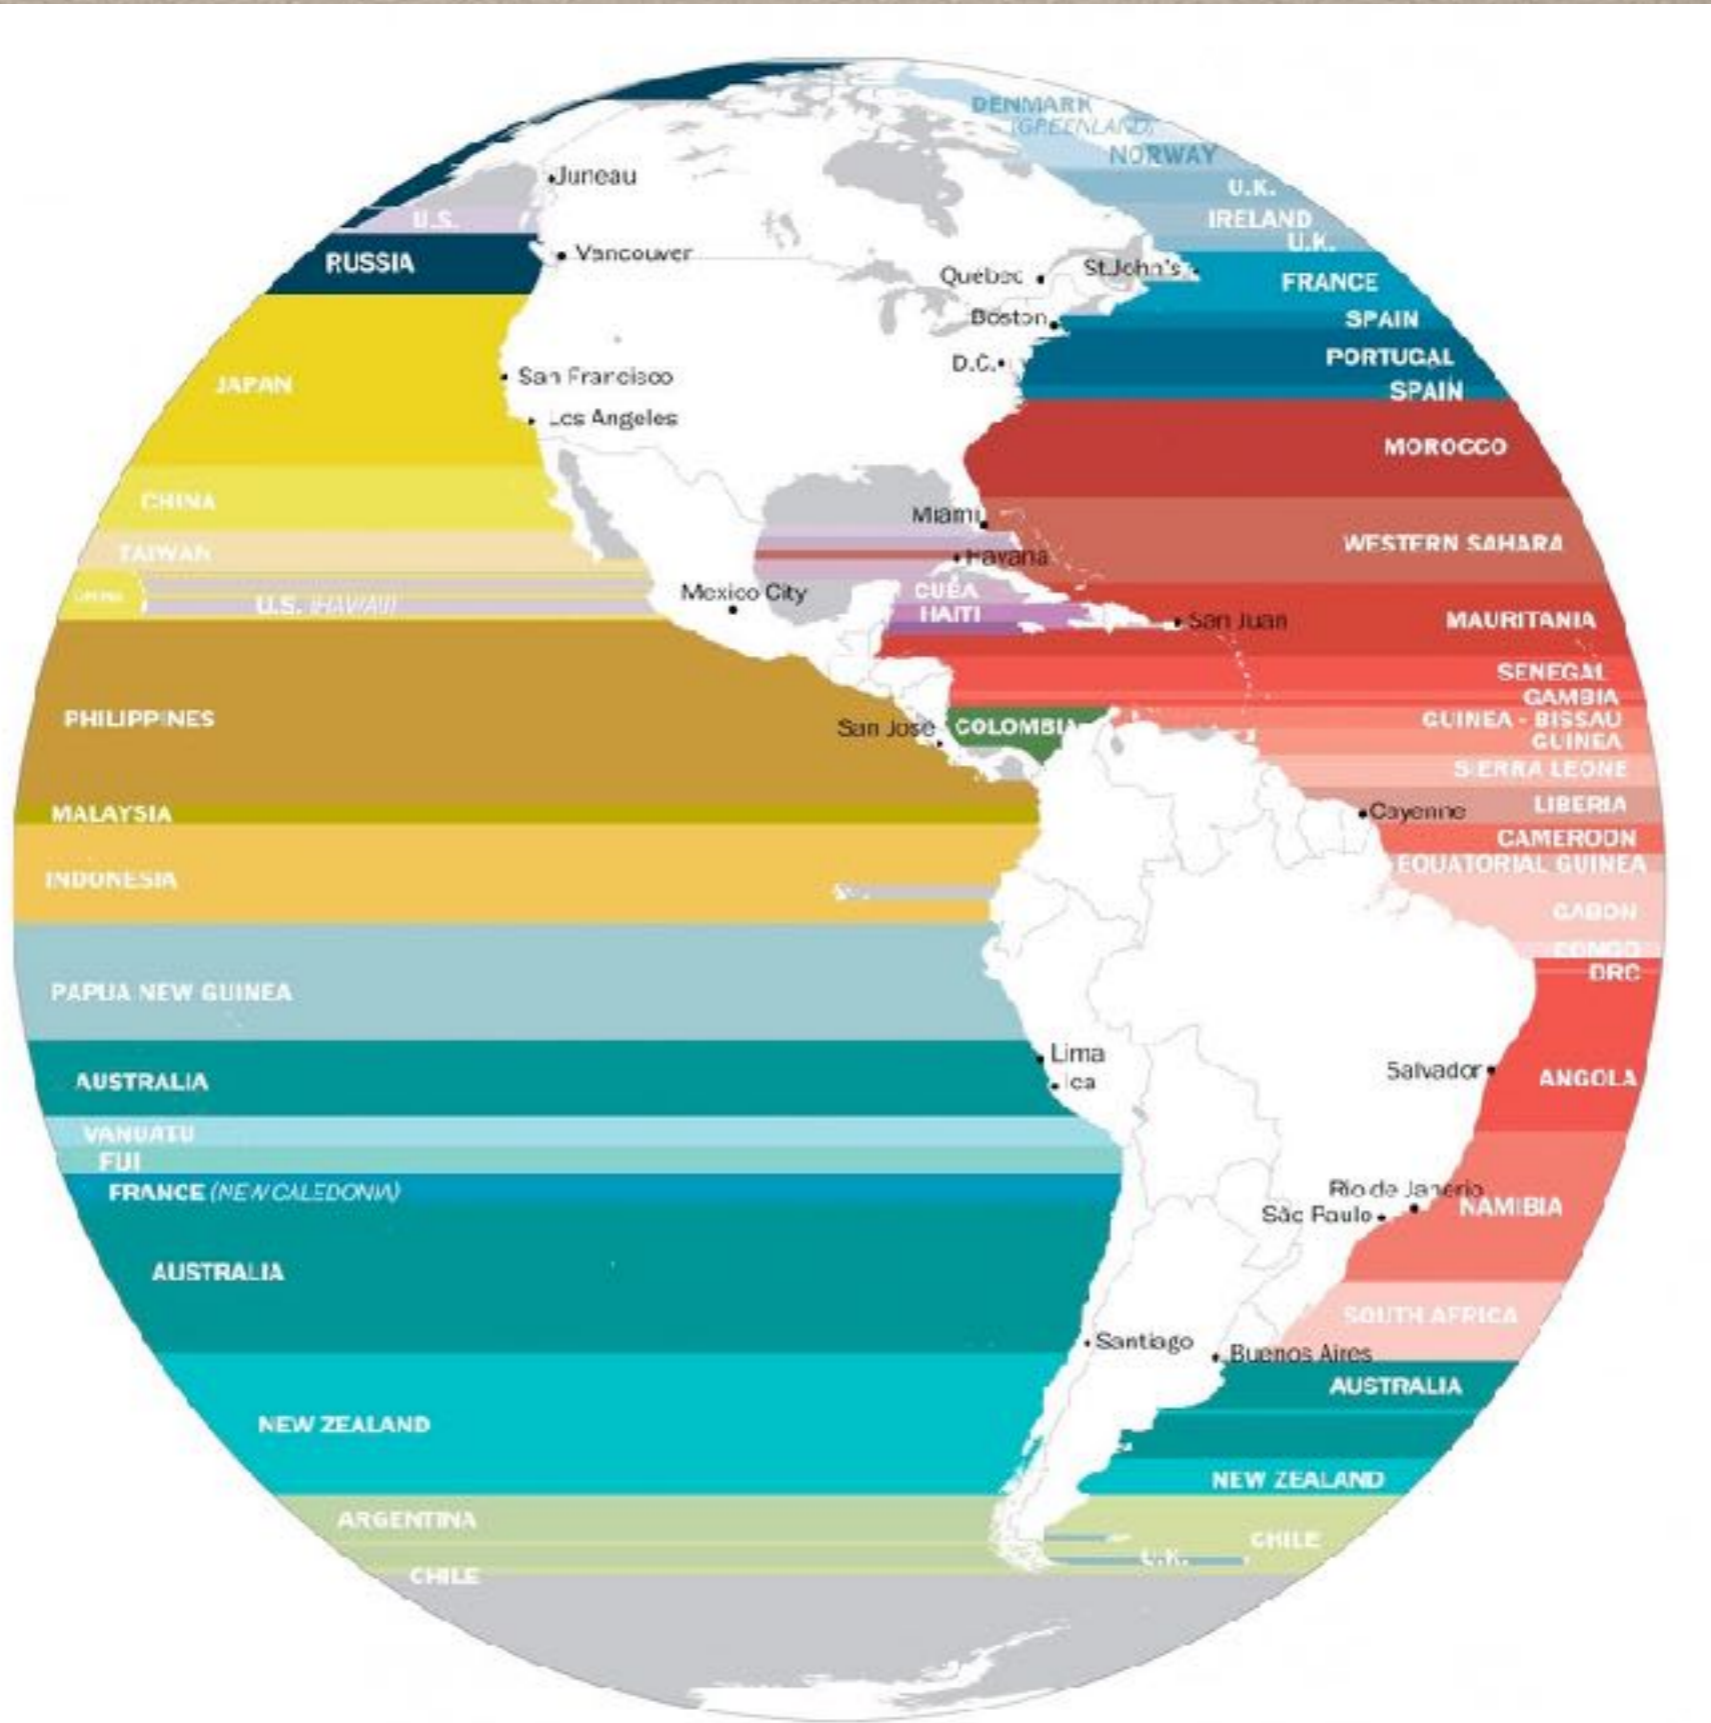 DENMARK
(GREENLAND)
NORWAY
Juneau
U.K.
U.S.
IRELAND
U.K.
Vancouver
RUSSIA
Quebec
St.John's
FRANCE
Boston
SPAIN
D.C.
PORTUGAL
San Francisco
JAPAN
SPAIN
Los Angeles
MOROCCO
CHINA
Miami
WESTERN SAHARA
TAIWAN
Havana
Mexico City
CUBA
CHINA
U.S. (HAWAII)
HAITI
San Juan
MAURITANIA
SENEGAL
GAMBIA
PHILIPPINES
San José
COLOMBIA
GUINEA - BISSAU
GUINEA
SIERRA LEONE
MALAYSIA
Cayenne
LIBERIA
CAMEROON
EQUATORIAL GUINEA
INDONESIA
GABON
CONGO
DRC
PAPUA NEW GUINEA
Lima
Ica
Salvador
ANGOLA
AUSTRALIA
VANUATU
FIJI
FRANCE (NEW CALEDONIA)
Rio de Janerio
São Paulo
NAMIBIA
AUSTRALIA
SOUTH AFRICA
Santiago
Buenos Aires
AUSTRALIA
NEW ZEALAND
NEW ZEALAND
ARGENTINA
CHILE
U.K.
CHILE